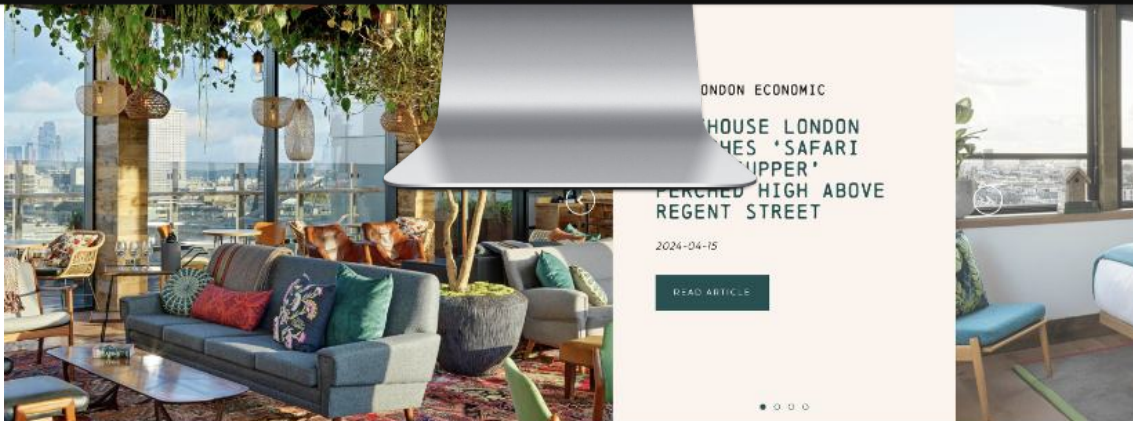 ONDON ECONOMIC
HOUSE LONDON
HES ‘SAFARI
UPPER’
PERCHED HIGH ABOVE
REGENT STREET
2024-04-15
READ ARTICLE